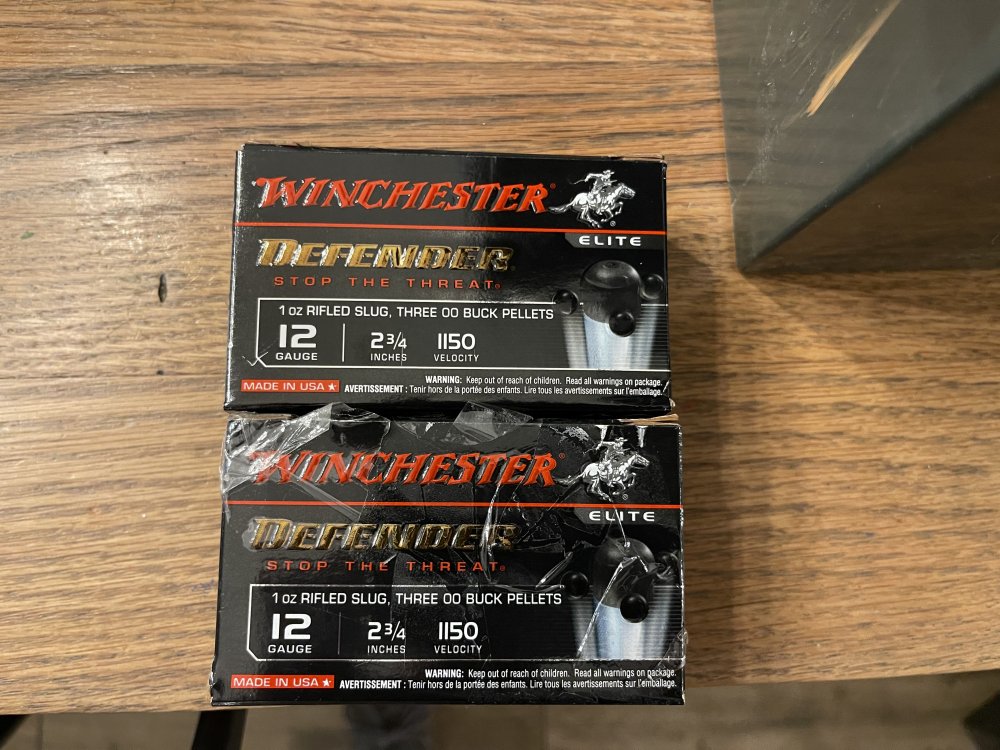 WINCHESTER®
ELITE
DEFENDER
STOP THE THREAT®
1 oz RIFLED SLUG, THREE 00 BUCK PELLETS
12 2 3/4 1150
GAUGE INCHES VELOCITY
WARNING: Keep out of reach of children. Read all warnings on package.
MADE IN USA ★ AVERTISSEMENT : Tenir hors de la portée des enfants. Lire tous les avertissements sur l'emballage.
WINCHESTER®
ELITE
DEFENDER
STOP THE THREAT®
1 oz RIFLED SLUG, THREE 00 BUCK PELLETS
12 2 3/4 1150
GAUGE INCHES VELOCITY
WARNING: Keep out of reach of children. Read all warnings on package.
MADE IN USA ★ AVERTISSEMENT : Tenir hors de la portée des enfants. Lire tous les avertissements sur l'emballage.